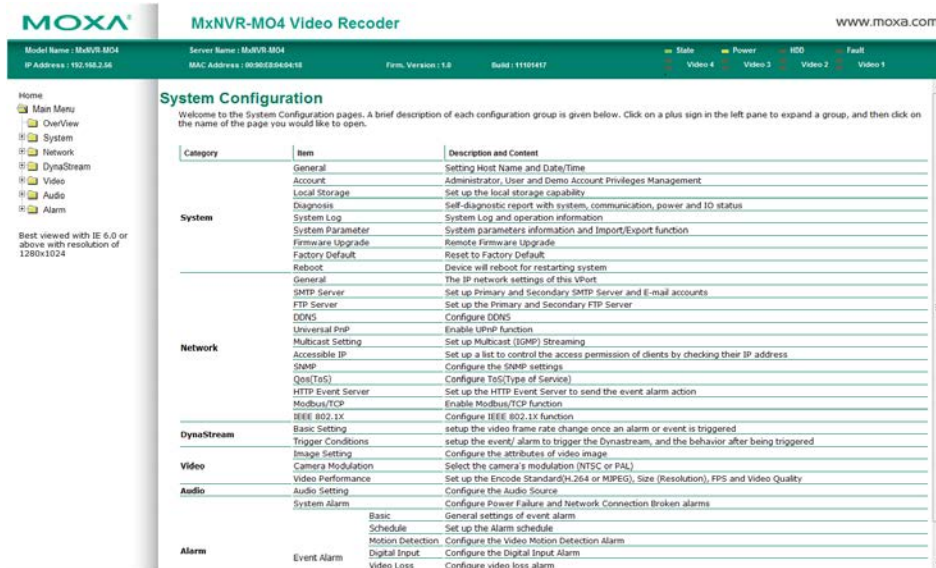 MOXA
MxNVR-MO4 Video Recoder
www.moxa.com
Model Name : MxNVR-MO4
Server Name : MxNVR-MO4
State
Power
HDD
Fault
IP Address : 192.168.2.56
MAC Address : 00:90:E8:04:04:18
Firm. Version : 1.0
Build : 11101417
Video 4
Video 3
Video 2
Video 1
Home
Main Menu
OverView
System
Network
DynaStream
Video
Audio
Alarm
Best viewed with IE 6.0 or
above with resolution of
1280x1024
System Configuration
Welcome to the System Configuration pages. A brief description of each configuration group is given below. Click on a plus sign in the left pane to expand a group, and then click on
the name of the page you would like to open.
Category Item Description and Content
System
General Setting Host Name and Date/Time
Account Administrator, User and Demo Account Privileges Management
Local Storage Set up the local storage capability
Diagnosis Self-diagnostic report with system, communication, power and IO status
System Log System Log and operation information
System Parameter System parameters information and Import/Export function
Firmware Upgrade Remote Firmware Upgrade
Factory Default Reset to Factory Default
Reboot Device will reboot for restarting system
Network
General The IP network settings of this VPort
SMTP Server Set up Primary and Secondary SMTP Server and E-mail accounts
FTP Server Set up the Primary and Secondary FTP Server
DDNS Configure DDNS
Universal PnP Enable UPnP function
Multicast Setting Set up Multicast (IGMP) Streaming
Accessible IP Set up a list to control the access permission of clients by checking their IP address
SNMP Configure the SNMP settings
Qos(ToS) Configure ToS(Type of Service)
HTTP Event Server Set up the HTTP Event Server to send the event alarm action
Modbus/TCP Enable Modbus/TCP function
IEEE 802.1X Configure IEEE 802.1X function
DynaStream
Basic Setting setup the video frame rate change once an alarm or event is triggered
Trigger Conditions setup the event/ alarm to trigger the Dynastream, and the behavior after being triggered
Video
Image Setting Configure the attributes of video image
Camera Modulation Select the camera's modulation (NTSC or PAL)
Video Performance Set up the Encode Standard(H.264 or MJPEG), Size (Resolution), FPS and Video Quality
Audio Audio Setting Configure the Audio Source
Alarm
System Alarm Configure Power Failure and Network Connection Broken alarms
Event Alarm
Basic General settings of event alarm
Schedule Set up the Alarm schedule
Motion Detection Configure the Video Motion Detection Alarm
Digital Input Configure the Digital Input Alarm
Video Loss Configure video loss alarm